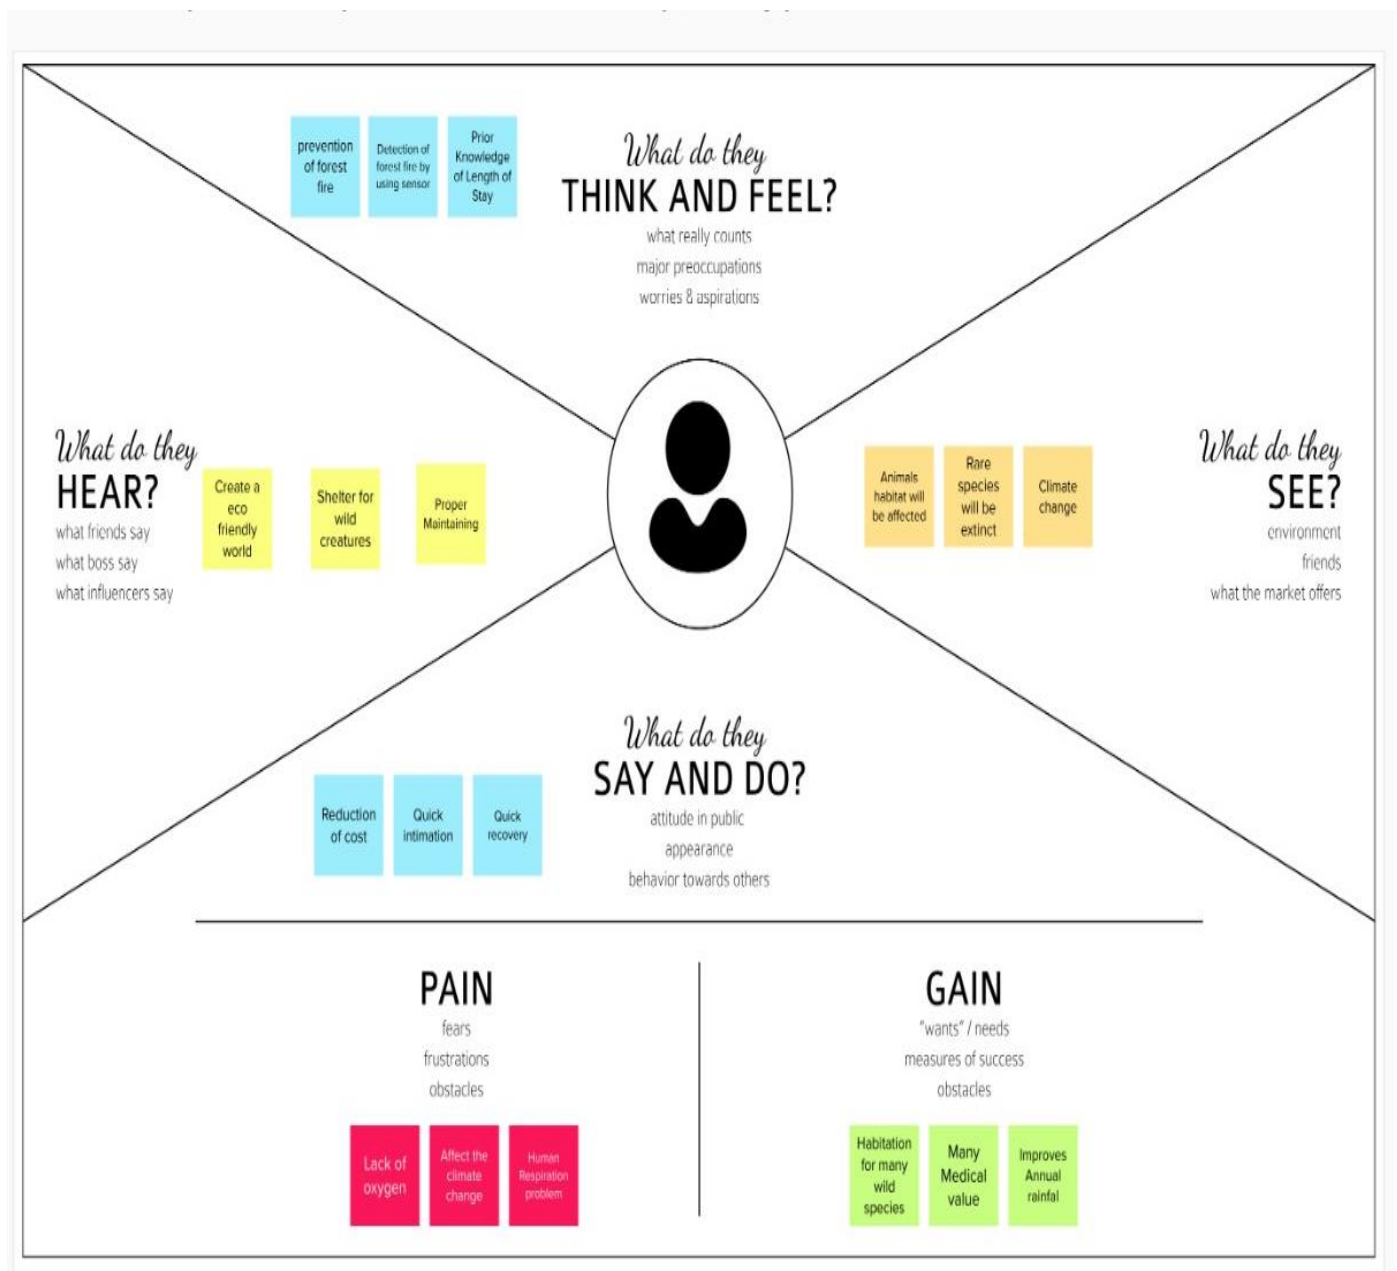 prevention
of forest
fire
Detection of
forest fire by
using sensor
Prior
Knowledge
of Length of
Stay
What do they
THINK AND FEEL?
what really counts
major preoccupations
worries & aspirations
What do they
HEAR?
what friends say
what boss say
what influencers say
Create a
eco
friendly
world
Shelter for
wild
creatures
Proper
Maintaining
Animals
habitat will
be affected
Rare
species
will be
extinct
Climate
change
What do they
SEE?
environment
friends
what the market offers
What do they
SAY AND DO?
attitude in public
appearance
behavior towards others
Reduction
of cost
Quick
intimation
Quick
recovery
PAIN
fears
frustrations
obstacles
Lack of
oxygen
Affect the
climate
change
Human
Respiration
problem
GAIN
"wants" / needs
measures of success
obstacles
Habitation
for many
wild
species
Many
Medical
value
Improves
Annual
rainfal